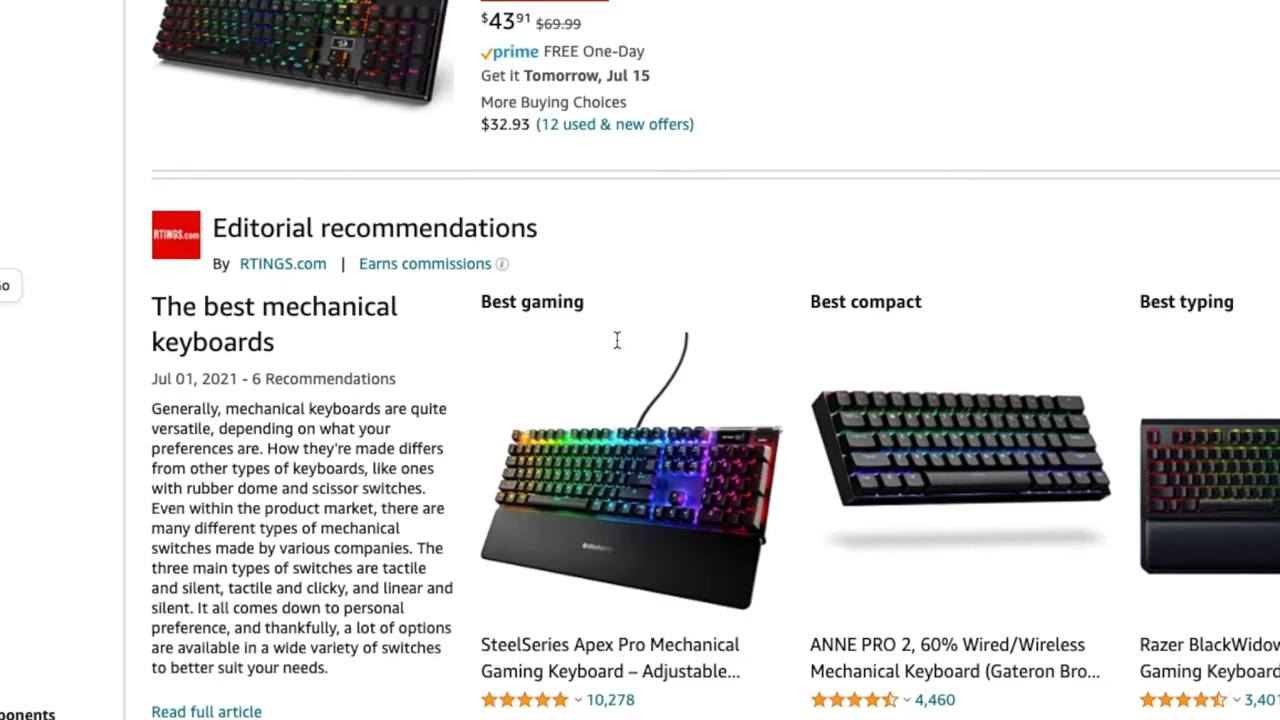 $43.91 $69.99
prime FREE One-Day
Get it Tomorrow, Jul 15
More Buying Choices
$32.93 (12 used & new offers)
RTINGS.com
Editorial recommendations
By RTINGS.com | Earns commissions
The best mechanical
keyboards
Jul 01, 2021 - 6 Recommendations
Generally, mechanical keyboards are quite
versatile, depending on what your
preferences are. How they're made differs
from other types of keyboards, like ones
with rubber dome and scissor switches.
Even within the product market, there are
many different types of mechanical
switches made by various companies. The
three main types of switches are tactile
and silent, tactile and clicky, and linear and
silent. It all comes down to personal
preference, and thankfully, a lot of options
are available in a wide variety of switches
to better suit your needs.
Read full article
Best gaming
steelseries
SteelSeries Apex Pro Mechanical
Gaming Keyboard – Adjustable...
10,278
Best compact
ANNE PRO 2, 60% Wired/Wireless
Mechanical Keyboard (Gateron Bro...
4,460
Best typing
Razer BlackWidow
Gaming Keyboard
3,401
ponents